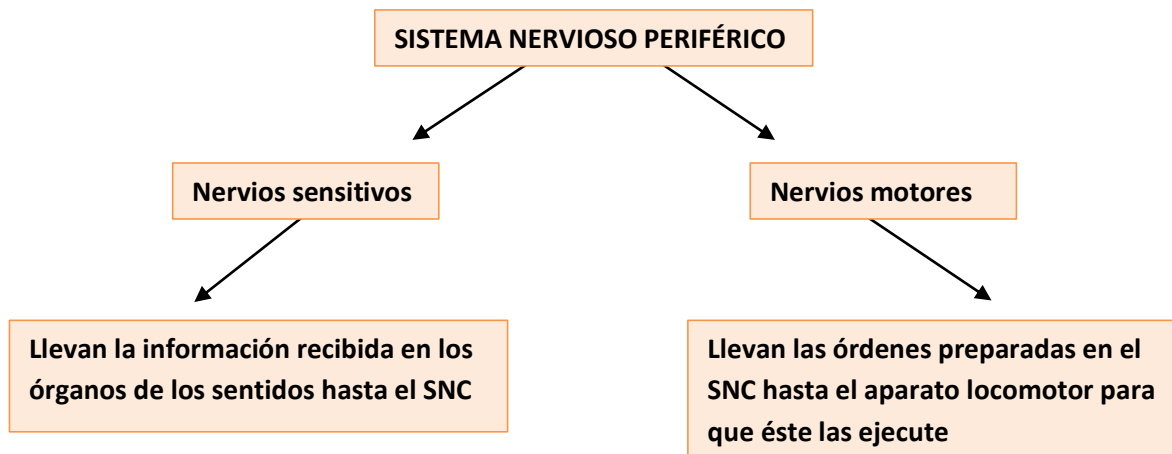 SISTEMA NERVIOSO PERIFÉRICO
Nervios sensitivos
Nervios motores
Llevan la información recibida en los
órganos de los sentidos hasta el SNC
Llevan las órdenes preparadas en el
SNC hasta el aparato locomotor para
que éste las ejecute